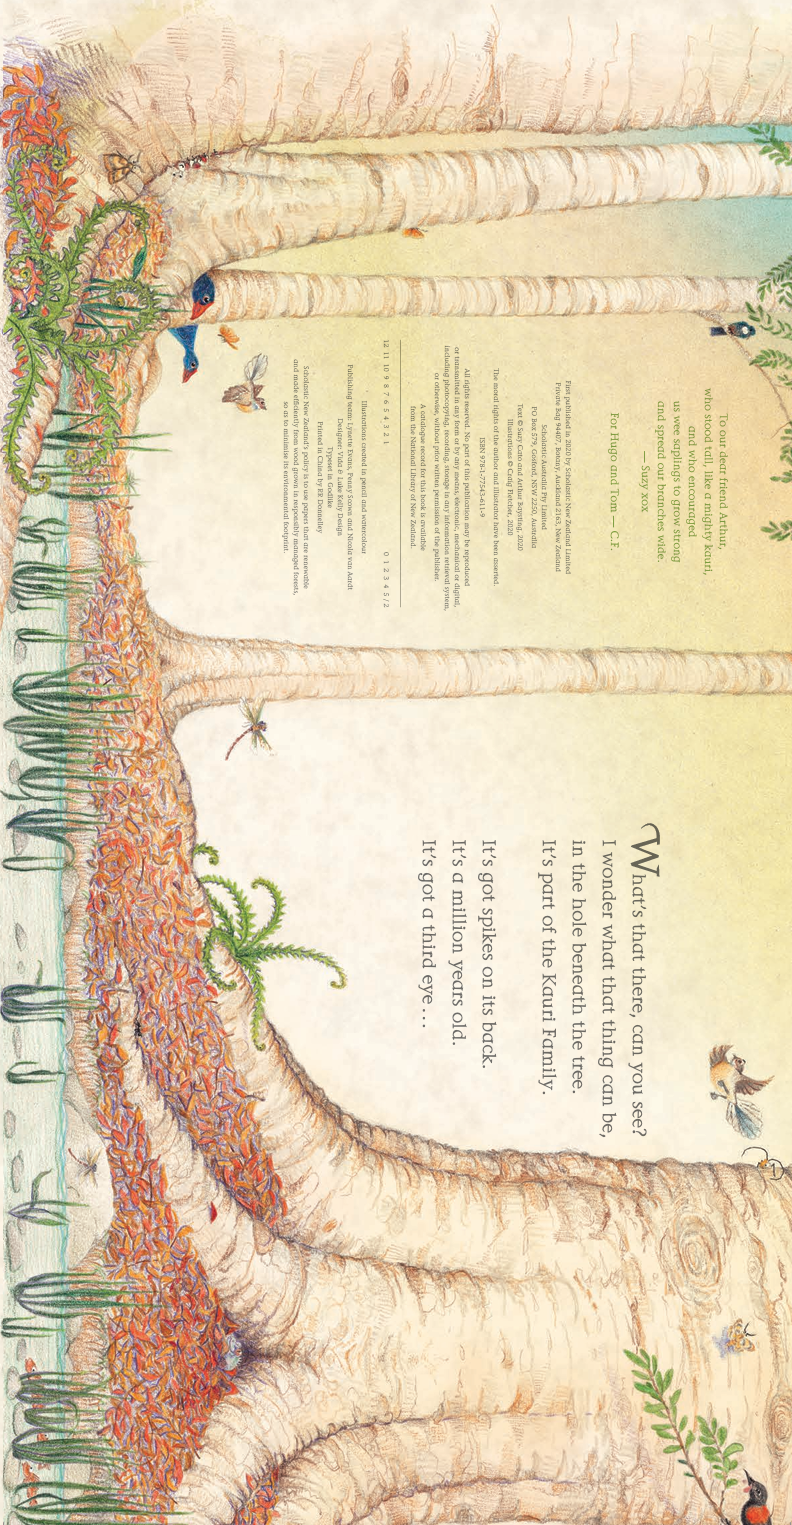 To our dear friend Arthur,
who stood tall, like a mighty kauri,
and who encouraged
us wee saplings to grow strong
and spread our branches wide.
— Suzy xox
For Hugo and Tom — C.F.
First published in 2020 by Scholastic New Zealand Limited
Private Bag 94407, Botany, Auckland 2163, New Zealand
Scholastic Australia Pty Limited
PO Box 579, Gosford, NSW 2250, Australia
Text © Suzy Cato and Arthur Baysting, 2020
Illustrations © Craig Fletcher, 2020
The moral rights of the author and illustrator have been asserted.
ISBN 978-1-77543-611-9
All rights reserved. No part of this publication may be reproduced
or transmitted in any form or by any means, electronic, mechanical or digital,
including photocopying, recording, storage in any information retrieval system,
or otherwise, without prior written permission of the publisher.
A catalogue record for this book is available
from the National Library of New Zealand.
12 11 10 9 8 7 6 5 4 3 2 1 0 1 2 3 4 5 / 2
Illustrations created in pencil and watercolour
Publishing team: Lynette Evans, Penny Scown and Nicola van Aardt
Designer: Vida & Luke Kelly Design
Typeset in Godlike
Printed in China by RR Donnelley
Scholastic New Zealand's policy is to use papers that are renewable
and made efficiently from wood grown in responsibly managed forests,
so as to minimise its environmental footprint.
What's that there, can you see?
I wonder what that thing can be,
in the hole beneath the tree.
It's part of the Kauri Family.
It's got spikes on its back.
It's a million years old.
It's got a third eye …